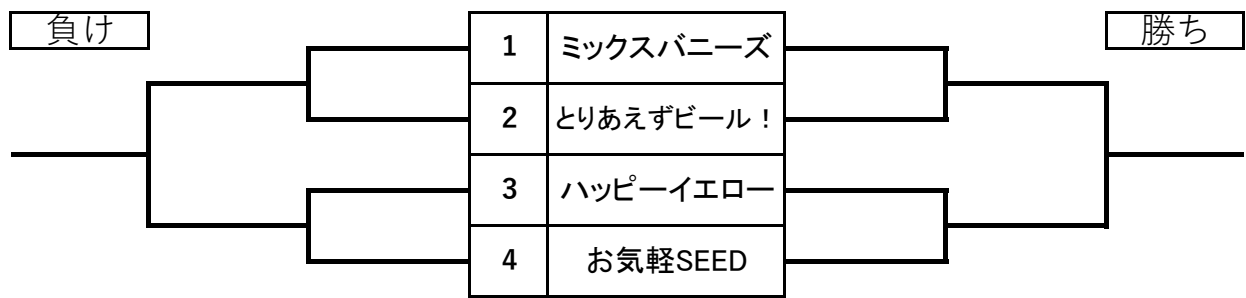 負け
勝ち
1 ミックスバニーズ
2 とりあえずビール！
3 ハッピーイエロー
4 お気軽SEED